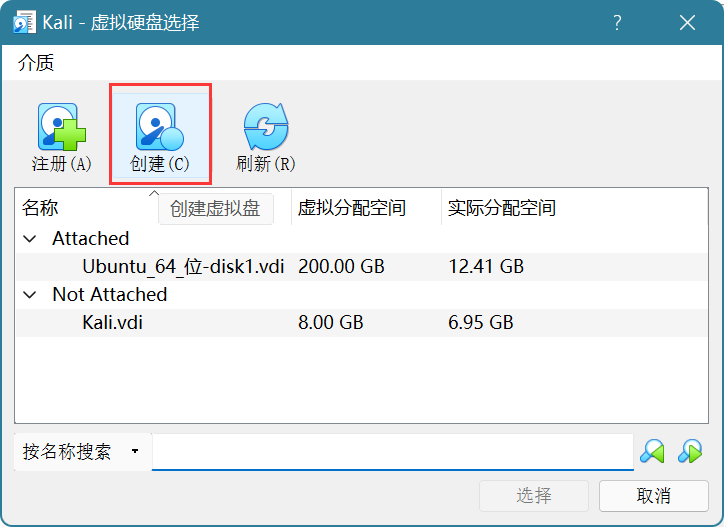 Kali - 虚拟硬盘选择
介质
注册(A) 创建(C) 刷新(R)
名称 创建虚拟盘 虚拟分配空间 实际分配空间
Attached
Ubuntu_64_位-disk1.vdi 200.00 GB 12.41 GB
Not Attached
Kali.vdi 8.00 GB 6.95 GB
按名称搜索
选择 取消